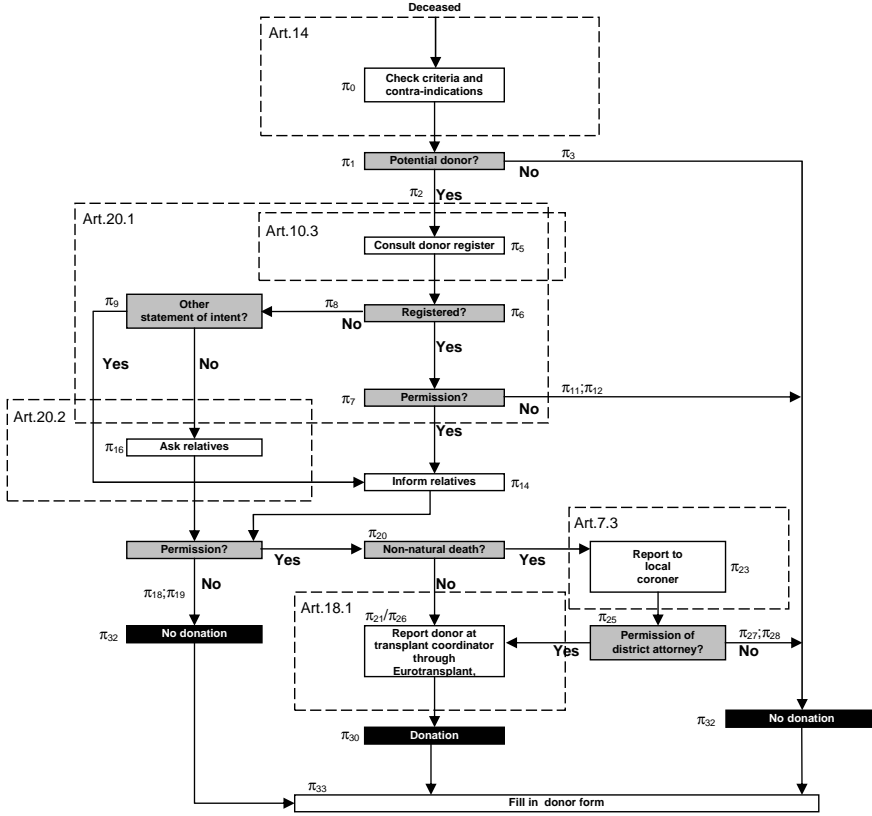 Deceased
Art.14
π0
Check criteria and
contra-indications
π1
Potential donor?
π3
No
π2
Yes
Art.20.1
Art.10.3
Consult donor register
π5
π9
Other
statement of intent?
π8
No
Registered?
π6
Yes
No
Yes
π7
Permission?
π11;π12
No
Art.20.2
Yes
π16
Ask relatives
Inform relatives
π14
Art.7.3
Permission?
Yes
π20
Non-natural death?
Yes
Report to
local
coroner
π23
No
π18;π19
No
Art.18.1
π21/π26
π25
π32
No donation
Report donor at
transplant coordinator
through
Eurotransplant,
Yes
Permission of
district attorney?
π27;π28
No
π30
Donation
π32
No donation
π33
Fill in donor form